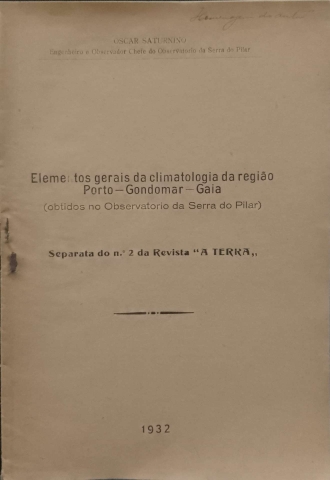 OSCAR SATURNINO
Engenheiro e Observador Chefe do Observatorio da Serra do Pilar
Eleme tos gerais da climatologia da região
Porto—Gondomar—Gaia
(obtidos no Observatorio da Serra do Pilar)
Separata do n.º 2 da Revista "A TERRA„
1932